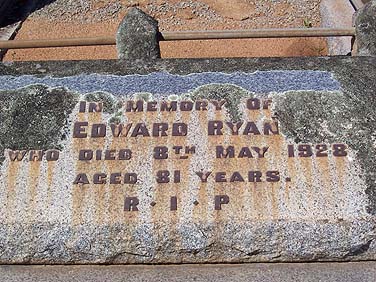 In Memory Of
Edward Ryan
Who Died 8th May 1928
Aged 81 Years.
R · I · P